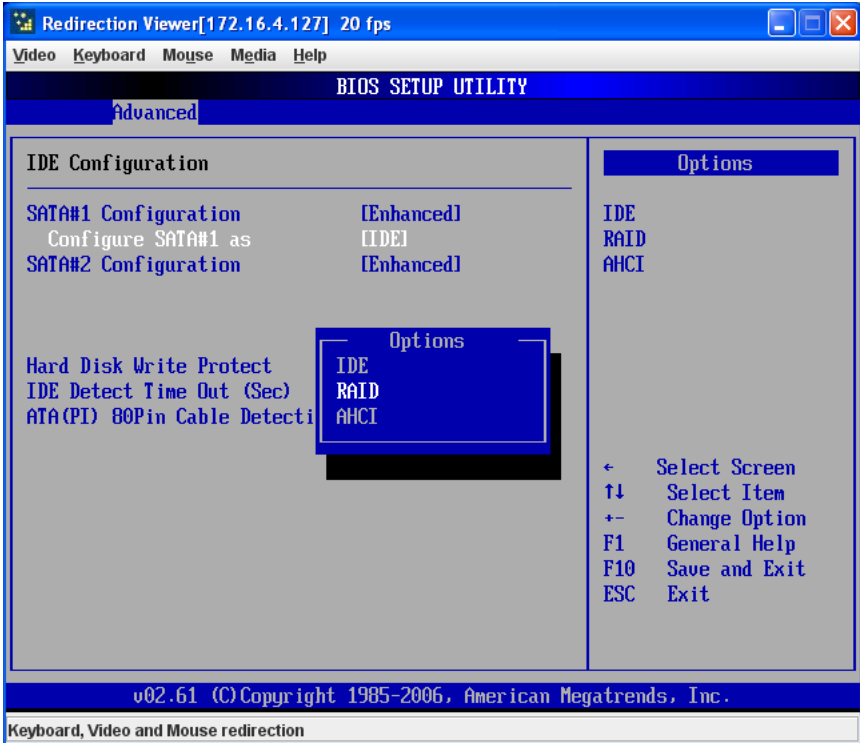 Redirection Viewer[172.16.4.127] 20 fps
Video Keyboard Mouse Media Help
BIOS SETUP UTILITY
Advanced
IDE Configuration
SATA#1 Configuration [Enhanced]
Configure SATA#1 as [IDE]
SATA#2 Configuration [Enhanced]
Hard Disk Write Protect
IDE Detect Time Out (Sec)
ATA(PI) 80Pin Cable Detecti
Options
IDE
RAID
AHCI
Options
IDE
RAID
AHCI
← Select Screen
↑↓ Select Item
+- Change Option
F1 General Help
F10 Save and Exit
ESC Exit
v02.61 (C)Copyright 1985-2006, American Megatrends, Inc.
Keyboard, Video and Mouse redirection